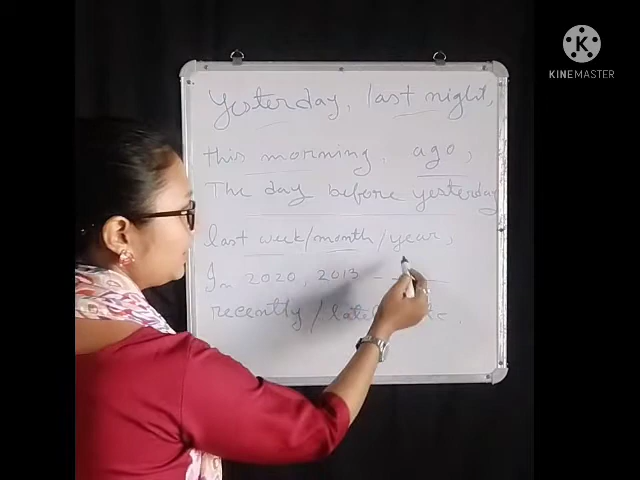 KINEMASTER
Yesterday, last night,
this morning, ago,
The day before yesterday
last week/month/year,
In 2020, 2013 - -
recently /